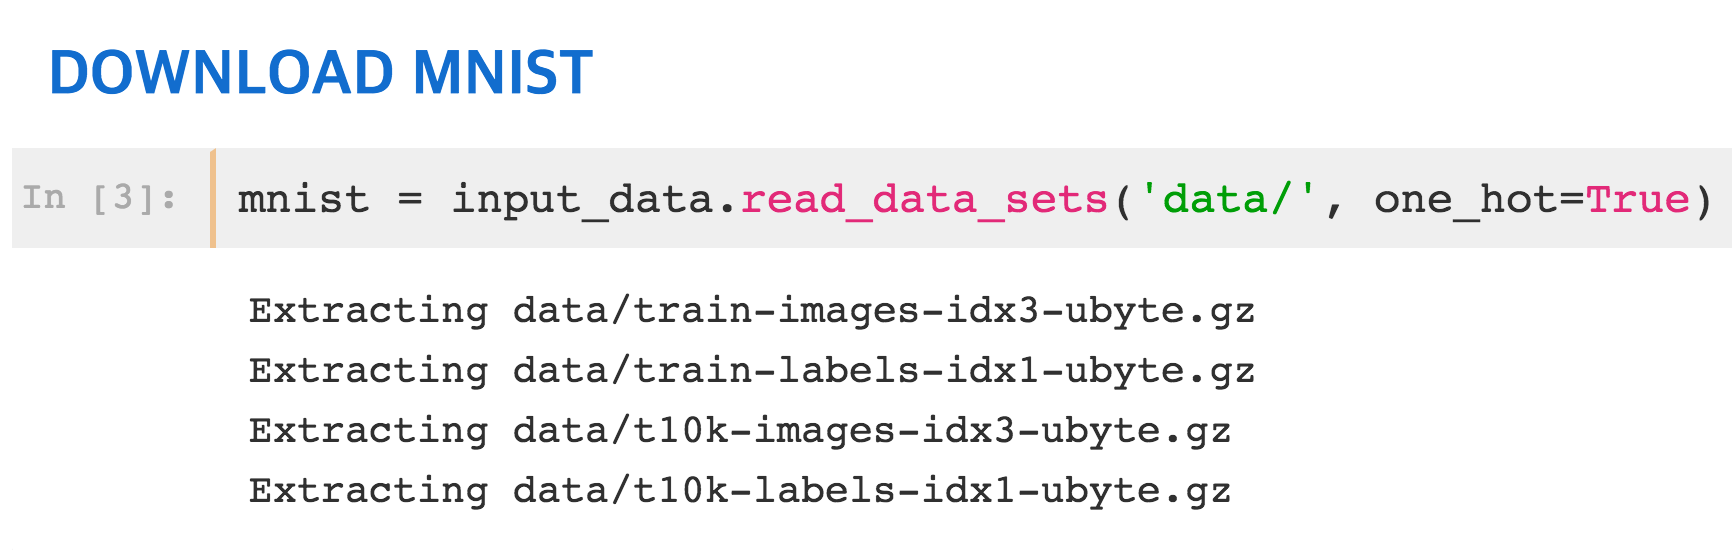 DOWNLOAD MNIST
In [3]: mnist = input_data.read_data_sets('data/', one_hot=True)
Extracting data/train-images-idx3-ubyte.gz
Extracting data/train-labels-idx1-ubyte.gz
Extracting data/t10k-images-idx3-ubyte.gz
Extracting data/t10k-labels-idx1-ubyte.gz